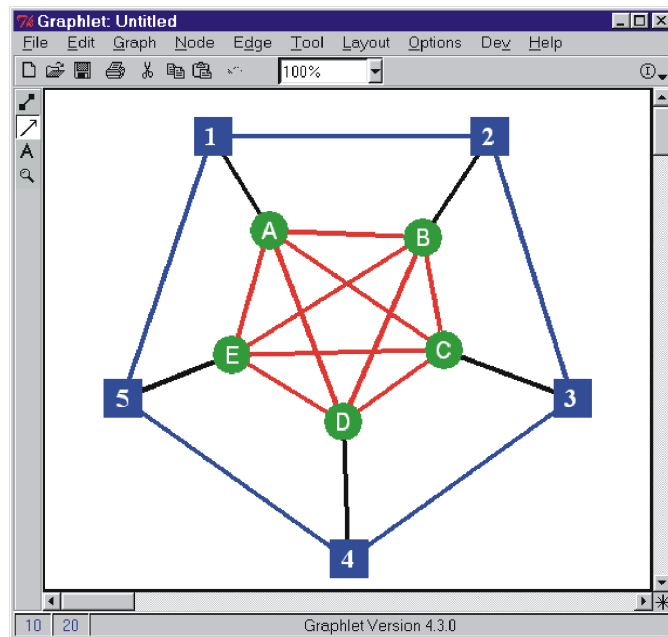 Graphlet: Untitled
File Edit Graph Node Edge Tool Layout Options Dev Help
100%
A
1 2
A B
E C
5 3
D
4
10 20 Graphlet Version 4.3.0